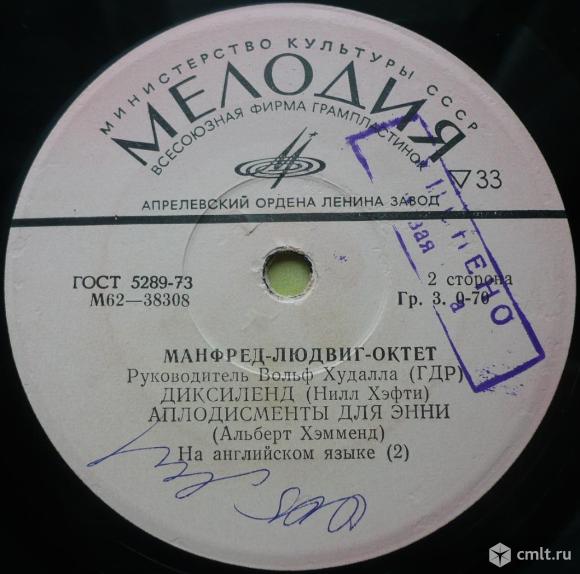 МИНИСТЕРСТВО КУЛЬТУРЫ СССР
МЕЛОДИЯ
ВСЕСОЮЗНАЯ ФИРМА ГРАМПЛАСТИНОК
▽33
АПРЕЛЕВСКИЙ ОРДЕНА ЛЕНИНА ЗАВОД
ГОСТ 5289-73
М62—38308
2 сторона
Гр. 3. 0-70
МАНФРЕД-ЛЮДВИГ-ОКТЕТ
Руководитель Вольф Худалла (ГДР)
ДИКСИЛЕНД (Нилл Хэфти)
АПЛОДИСМЕНТЫ ДЛЯ ЭННИ
(Альберт Хэмменд)
На английском языке (2)
cmlt.ru